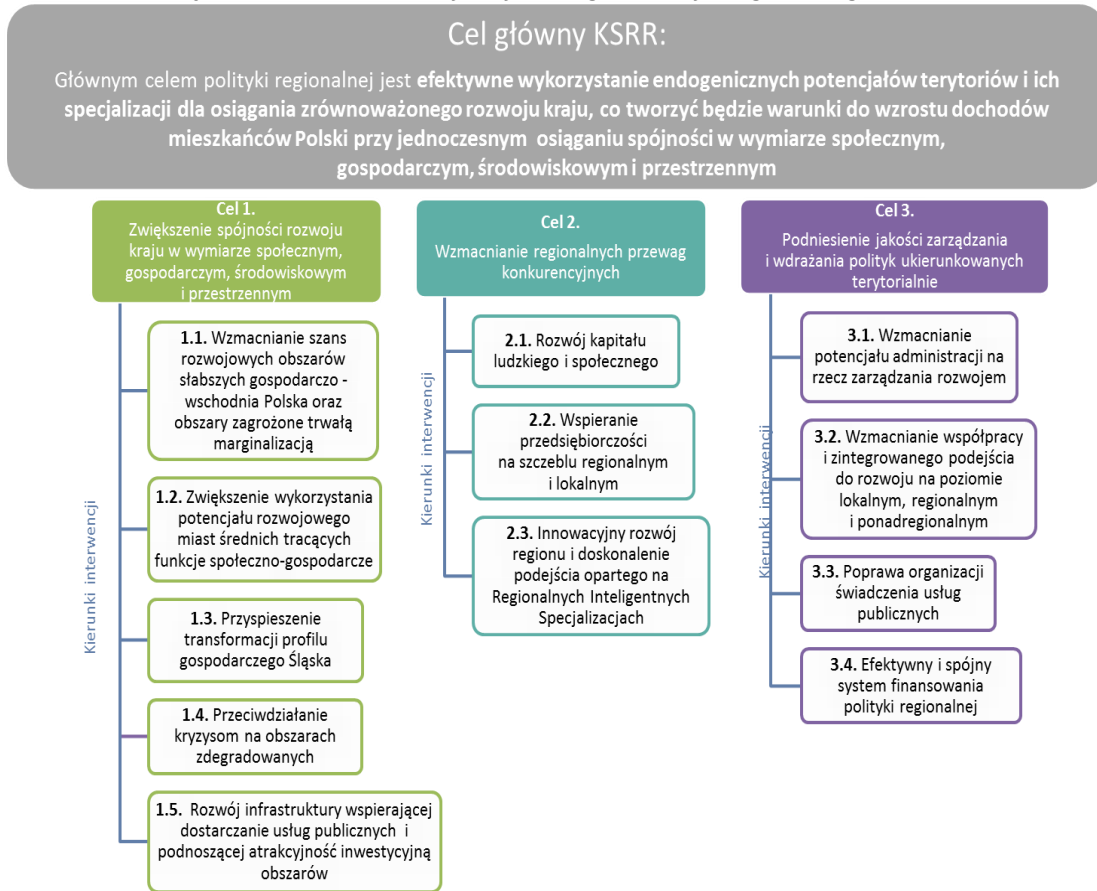 Cel główny KSRR:
Głównym celem polityki regionalnej jest efektywne wykorzystanie endogenicznych potencjałów terytoriów i ich
specjalizacji dla osiągania zrównoważonego rozwoju kraju, co tworzyć będzie warunki do wzrostu dochodów
mieszkańców Polski przy jednoczesnym osiąganiu spójności w wymiarze społecznym,
gospodarczym, środowiskowym i przestrzennym
Cel 1.
Zwiększenie spójności rozwoju
kraju w wymiarze społecznym,
gospodarczym, środowiskowym
i przestrzennym
Kierunki interwencji
1.1. Wzmacnianie szans
rozwojowych obszarów
słabszych gospodarczo -
wschodnia Polska oraz
obszary zagrożone trwałą
marginalizacją
1.2. Zwiększenie wykorzystania
potencjału rozwojowego
miast średnich tracących
funkcje społeczno-gospodarcze
1.3. Przyspieszenie
transformacji profilu
gospodarczego Śląska
1.4. Przeciwdziałanie
kryzysom na obszarach
zdegradowanych
1.5. Rozwój infrastruktury wspierającej
dostarczanie usług publicznych i
podnoszącej atrakcyjność inwestycyjną
obszarów
Cel 2.
Wzmacnianie regionalnych przewag
konkurencyjnych
Kierunki interwencji
2.1. Rozwój kapitału
ludzkiego i społecznego
2.2. Wspieranie
przedsiębiorczości
na szczeblu regionalnym
i lokalnym
2.3. Innowacyjny rozwój
regionu i doskonalenie
podejścia opartego na
Regionalnych Inteligentnych
Specjalizacjach
Cel 3.
Podniesienie jakości zarządzania
i wdrażania polityk ukierunkowanych
terytorialnie
Kierunki interwencji
3.1. Wzmacnianie
potencjału administracji na
rzecz zarządzania rozwojem
3.2. Wzmacnianie współpracy
i zintegrowanego podejścia
do rozwoju na poziomie
lokalnym, regionalnym
i ponadregionalnym
3.3. Poprawa organizacji
świadczenia usług
publicznych
3.4. Efektywny i spójny
system finansowania
polityki regionalnej